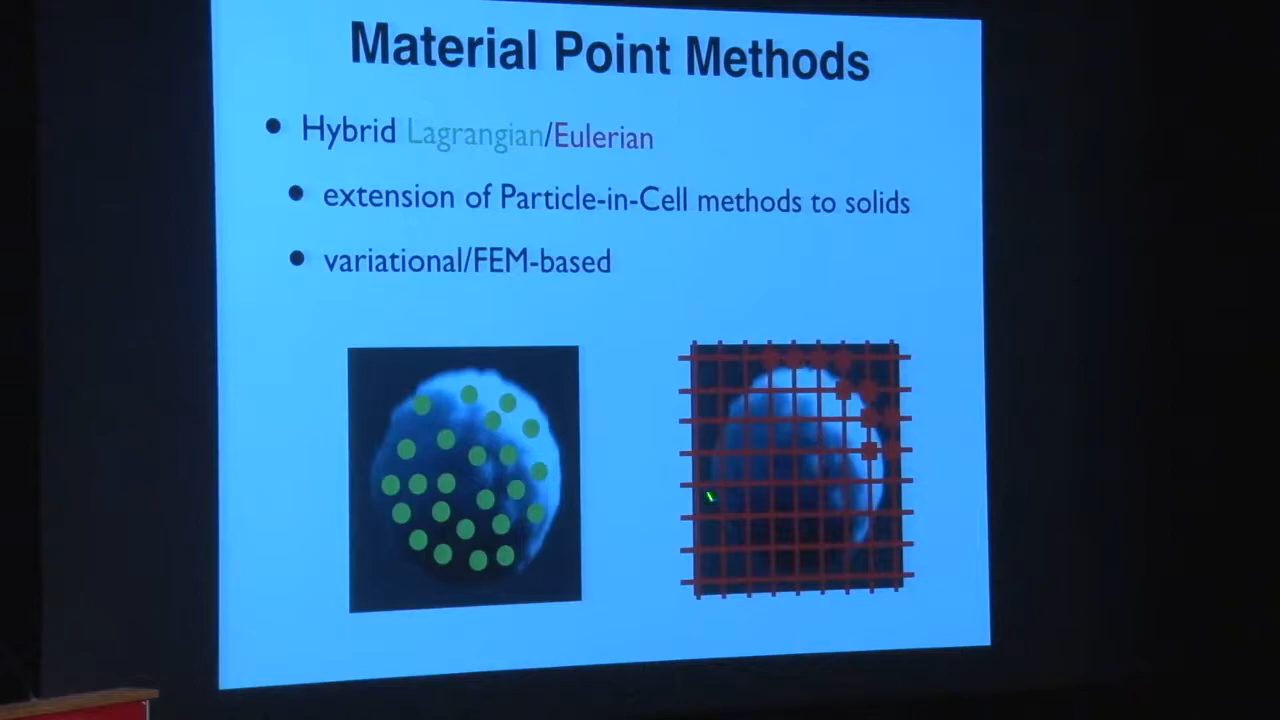 Material Point Methods
• Hybrid Lagrangian/Eulerian
• extension of Particle-in-Cell methods to solids
• variational/FEM-based